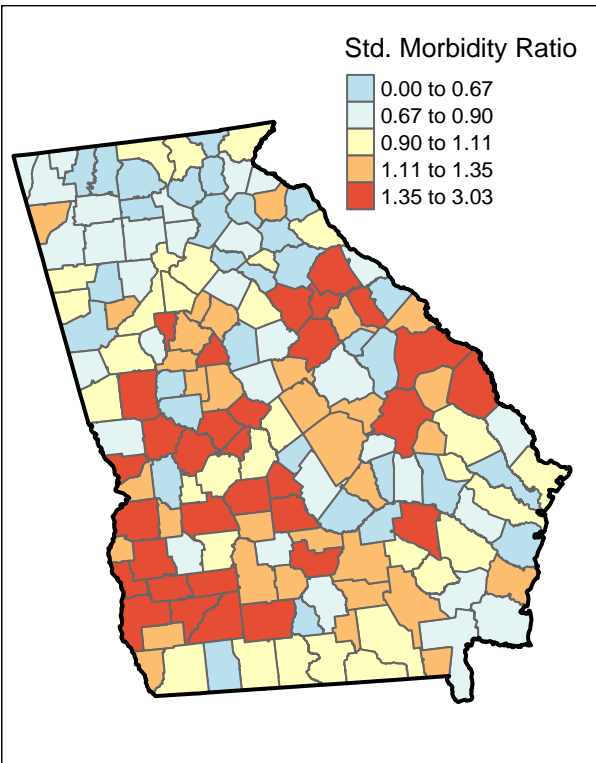 Std. Morbidity Ratio
0.00 to 0.67
0.67 to 0.90
0.90 to 1.11
1.11 to 1.35
1.35 to 3.03